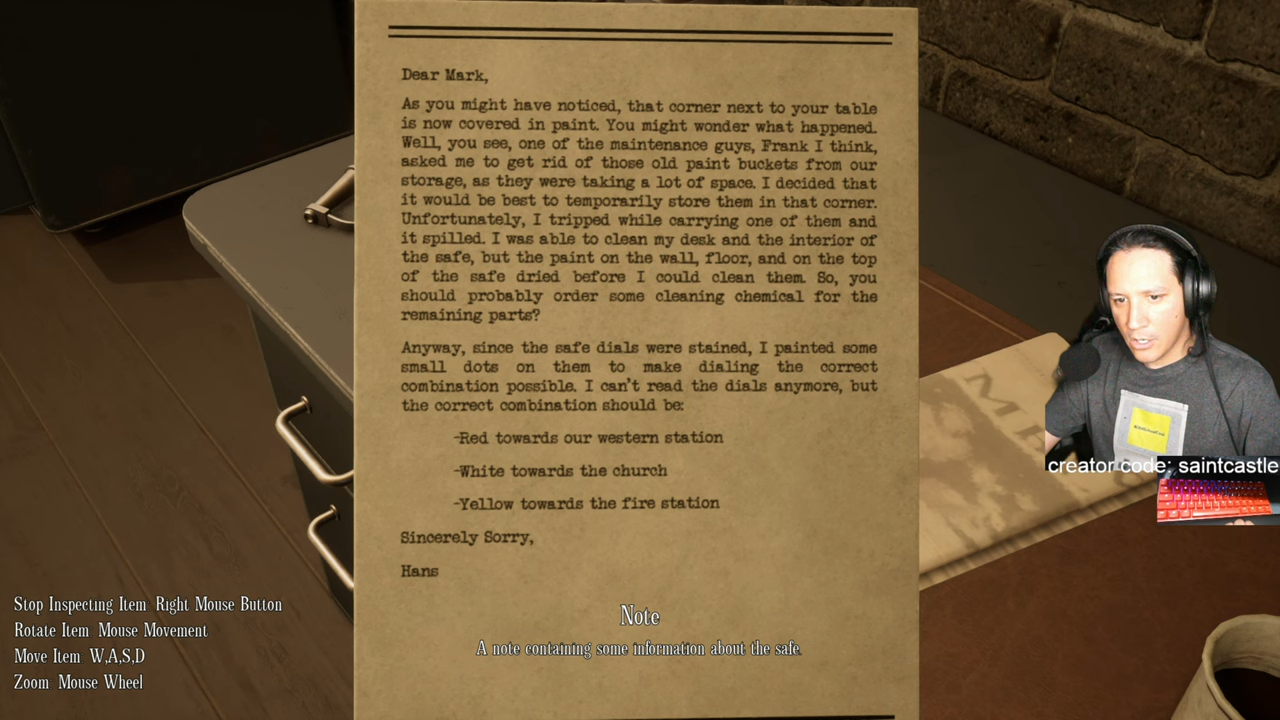 Dear Mark,
As you might have noticed, that corner next to your table
is now covered in paint. You might wonder what happened.
Well, you see, one of the maintenance guys, Frank I think,
asked me to get rid of those old paint buckets from our
storage, as they were taking a lot of space. I decided that
it would be best to temporarily store them in that corner.
Unfortunately, I tripped while carrying one of them and
it spilled. I was able to clean my desk and the interior of
the safe, but the paint on the wall, floor, and on the top
of the safe dried before I could clean them. So, you
should probably order some cleaning chemical for the
remaining parts?
Anyway, since the safe dials were stained, I painted some
small dots on them to make dialing the correct
combination possible. I can't read the dials anymore, but
the correct combination should be:
-Red towards our western station
-White towards the church
-Yellow towards the fire station
Sincerely Sorry,
Hans
Note
A note containing some information about the safe.
Stop Inspecting Item Right Mouse Button
Rotate Item Mouse Movement
Move Item W,A,S,D
Zoom Mouse Wheel
creator code: saintcastle